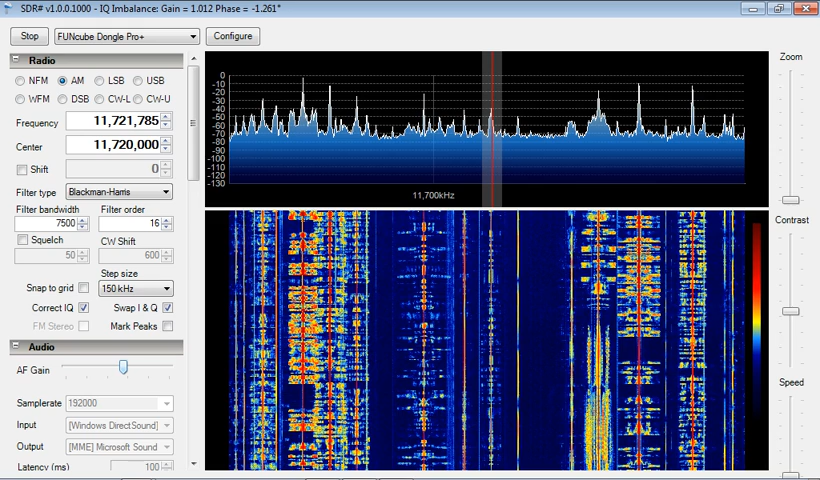 SDR# v1.0.0.1000 - IQ Imbalance: Gain = 1.012 Phase = -1.261°
Stop
FUNcube Dongle Pro+
Configure
Radio
NFM AM LSB USB
WFM DSB CW-L CW-U
Frequency 11,721,785
Center 11,720,000
Shift 0
Filter type Blackman-Harris
Filter bandwidth Filter order
7500 16
Squelch CW Shift
50 600
Step size
Snap to grid 150 kHz
Correct IQ Swap I & Q
FM Stereo Mark Peaks
Audio
AF Gain
Samplerate 192000
Input [Windows DirectSound]
Output [MME] Microsoft Sound
Latency (ms) 100
0
-10
-20
-30
-40
-50
-60
-70
-80
-90
-100
-110
-120
-130
11,700kHz
Zoom
Contrast
Speed